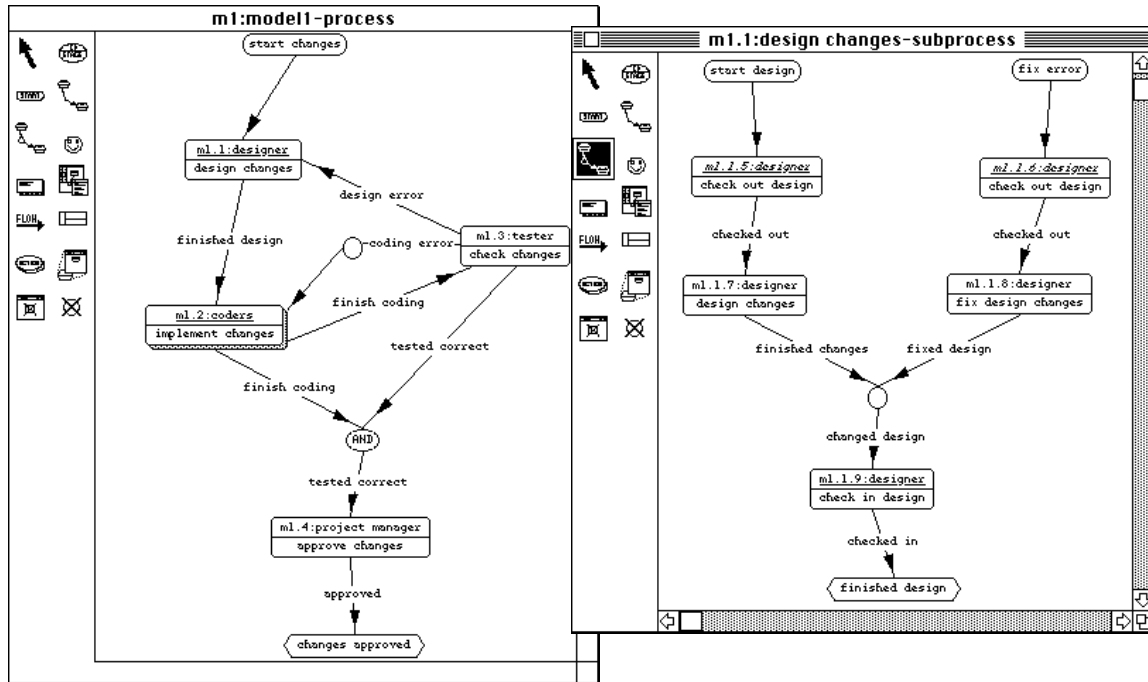 m1:model1-process
start changes
START
m1.1:designer
design changes
design error
FLOW
finished design
coding error
m1.3:tester
check changes
ACTION
finish coding
m1.2:coders
implement changes
tested correct
finish coding
AND
tested correct
m1.4:project manager
approve changes
approved
changes approved
m1.1:design changes-subprocess
start design
fix error
START
m1.1.5:designer
check out design
m1.1.6:designer
check out design
FLOW
checked out
checked out
m1.1.7:designer
design changes
m1.1.8:designer
fix design changes
ACTION
finished changes
fixed design
changed design
m1.1.9:designer
check in design
checked in
finished design